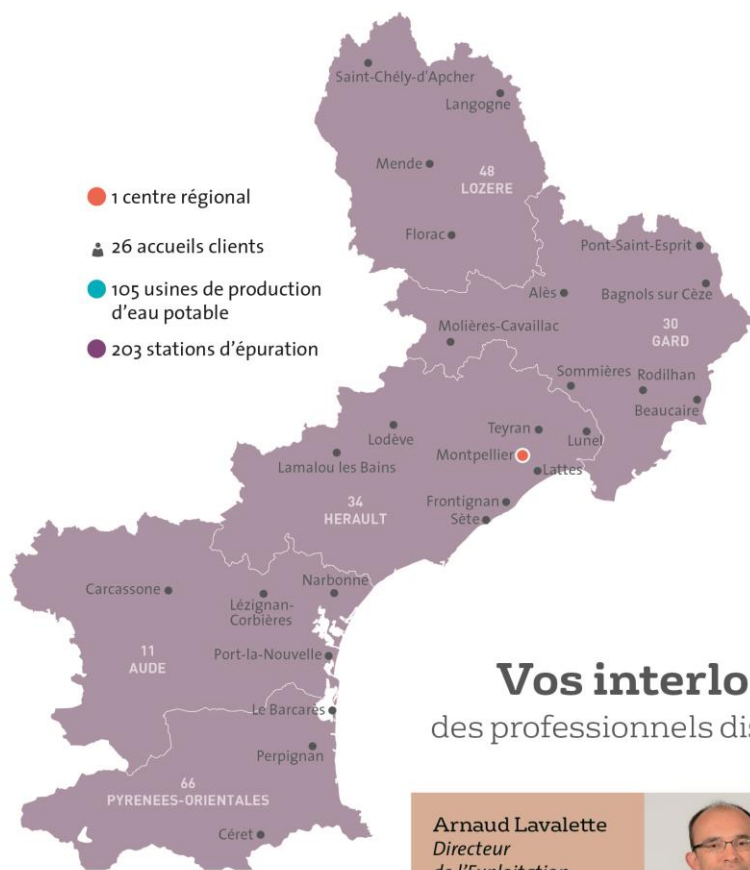 Saint-Chély-d'Apcher
Langogne
Mende
48
LOZERE
Florac
1 centre régional
26 accueils clients
105 usines de production
d'eau potable
203 stations d'épuration
Pont-Saint-Esprit
Alès
Bagnols sur Cèze
Molières-Cavaillac
30
GARD
Sommières
Rodilhan
Beaucaire
Lodève
Teyran
Lunel
Lamalou les Bains
Montpellier
Lattes
34
HERAULT
Frontignan
Sète
Carcassone
Narbonne
Lézignan-
Corbières
11
AUDE
Port-la-Nouvelle
Le Barcarès
Perpignan
66
PYRENEES-ORIENTALES
Céret
Vos interlo
des professionnels dis
Arnaud Lavalette
Directeur
de l'Exploitation